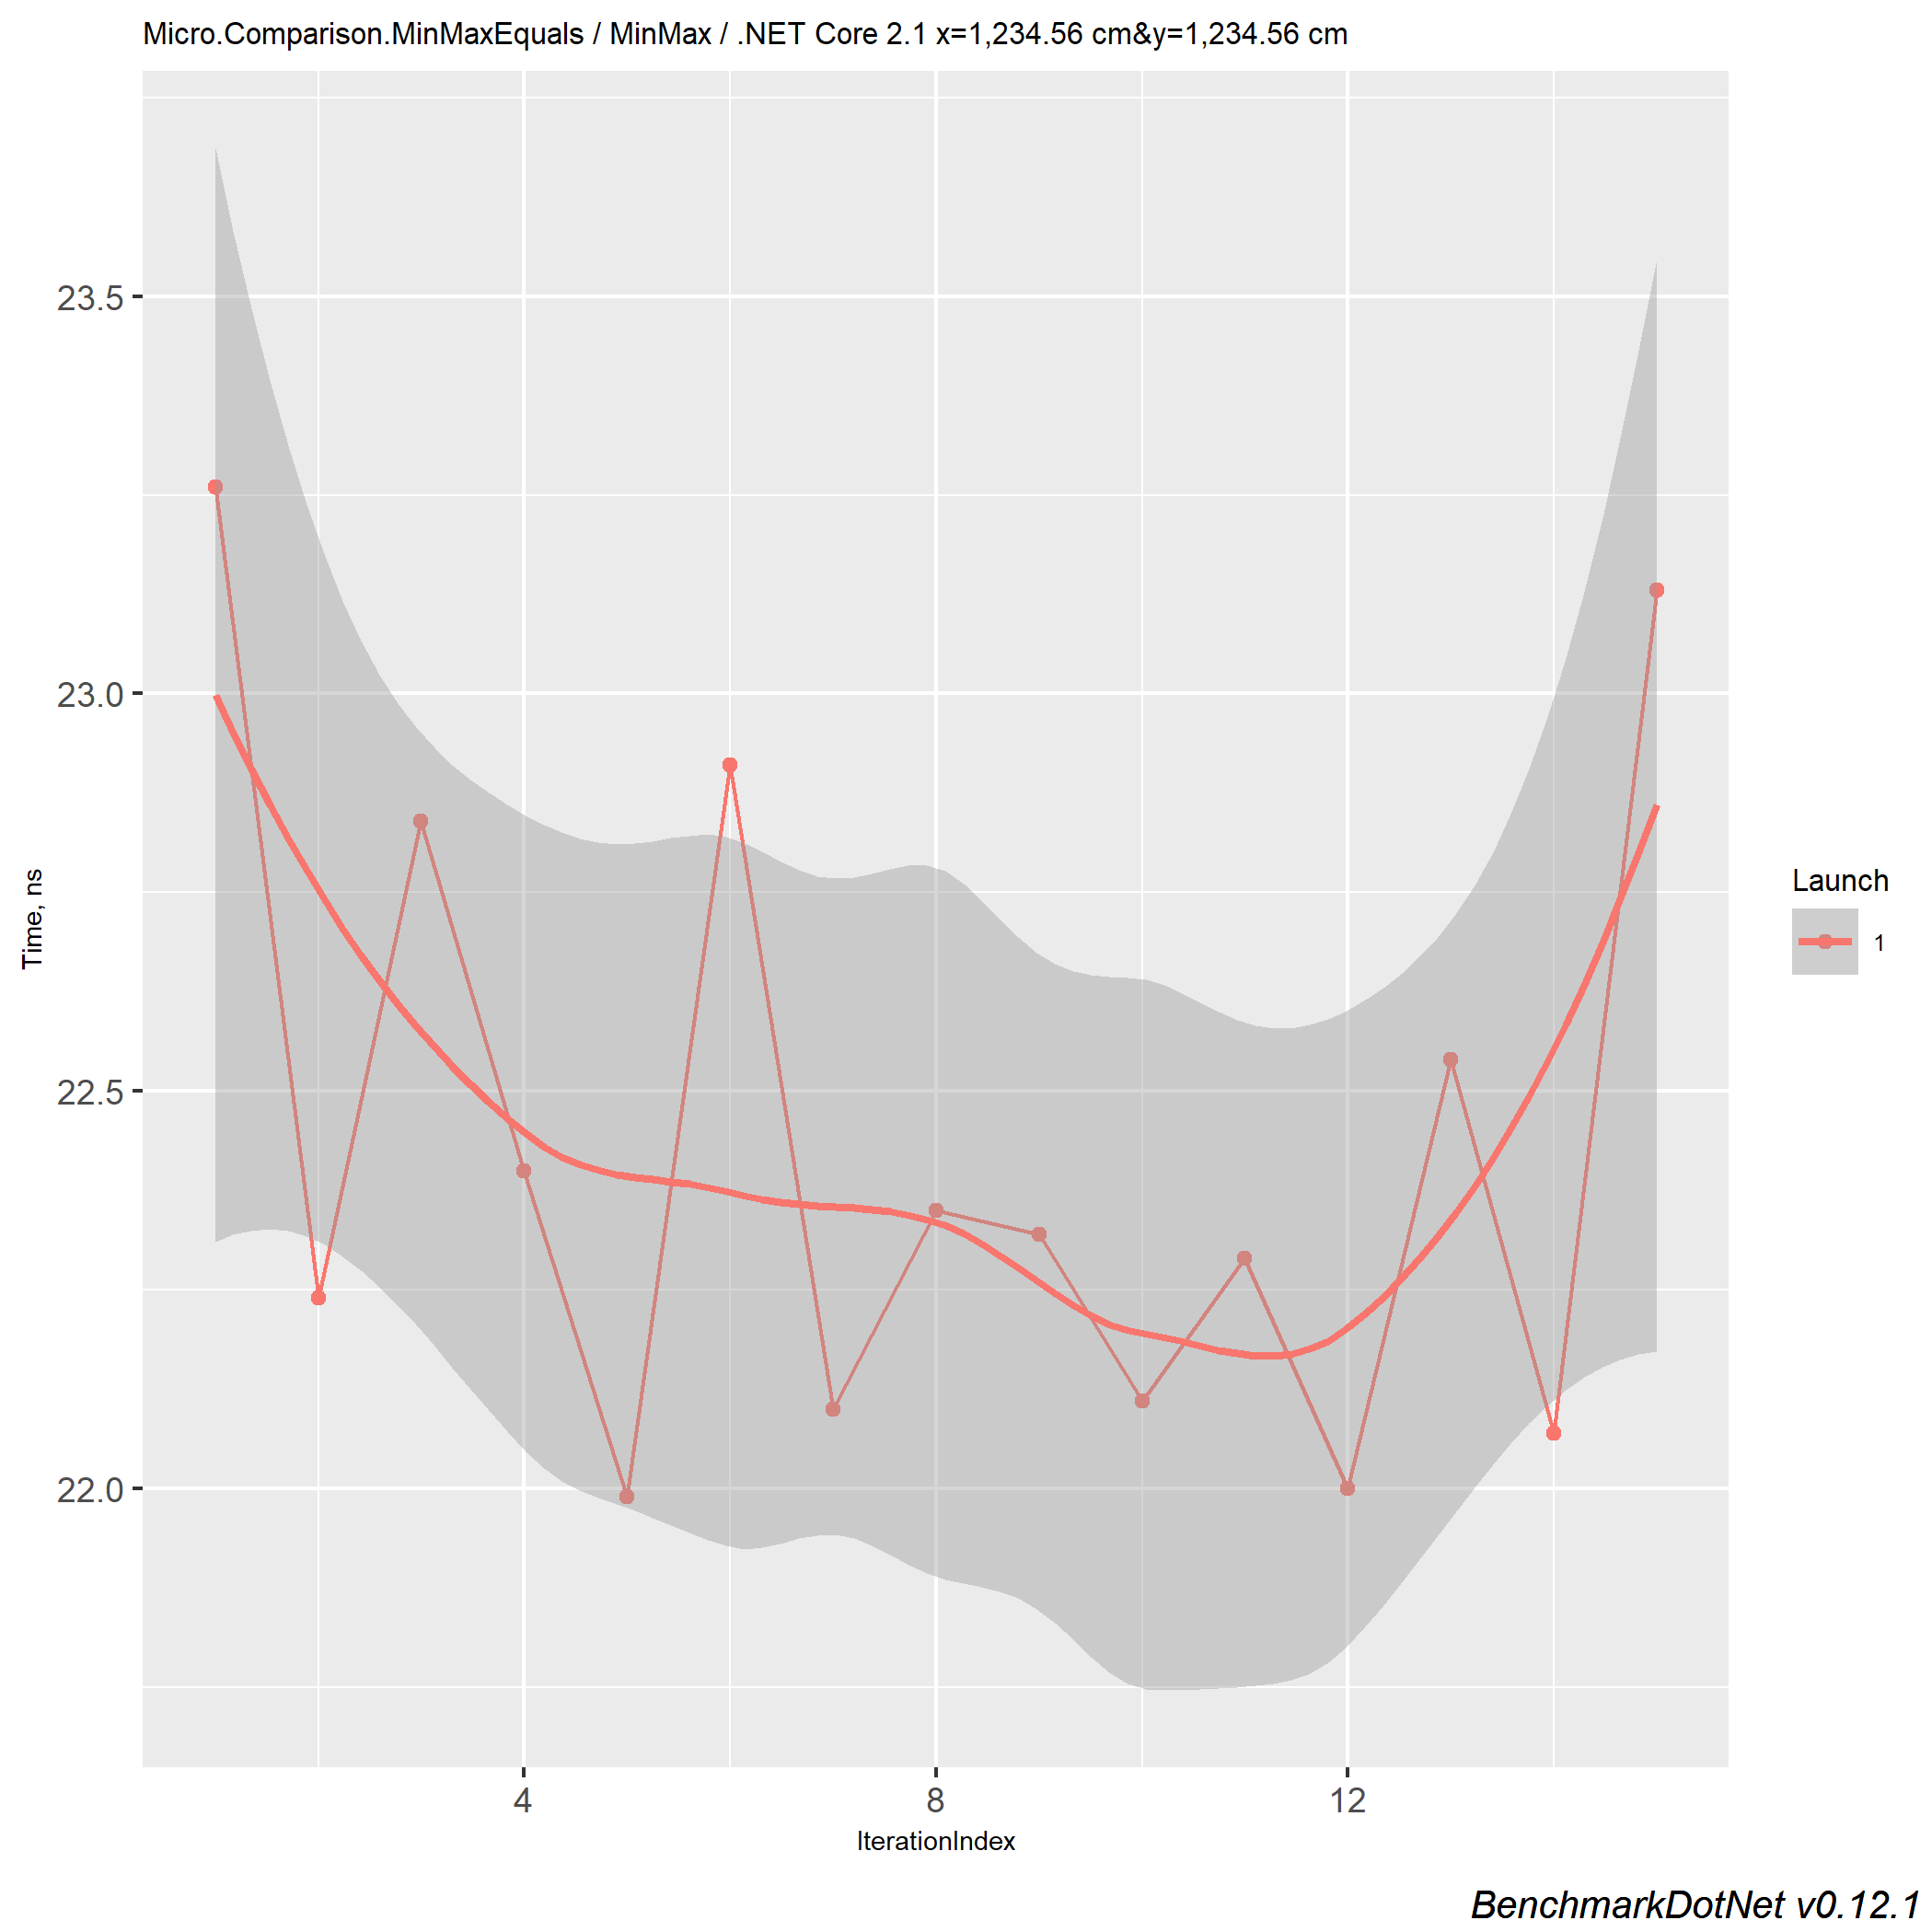 Micro.Comparison.MinMaxEquals / MinMax / .NET Core 2.1 x=1,234.56 cm&y=1,234.56 cm
23.5
23.0
22.5
22.0
Time, ns
4
8
12
IterationIndex
Launch
1
BenchmarkDotNet v0.12.1